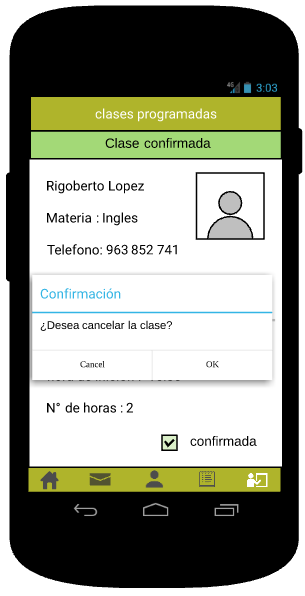 4G 3:03
clases programadas
Clase confirmada
Rigoberto Lopez
Materia : Ingles
Telefono: 963 852 741
Confirmación
¿Desea cancelar la clase?
Cancel OK
N° de horas : 2
confirmada